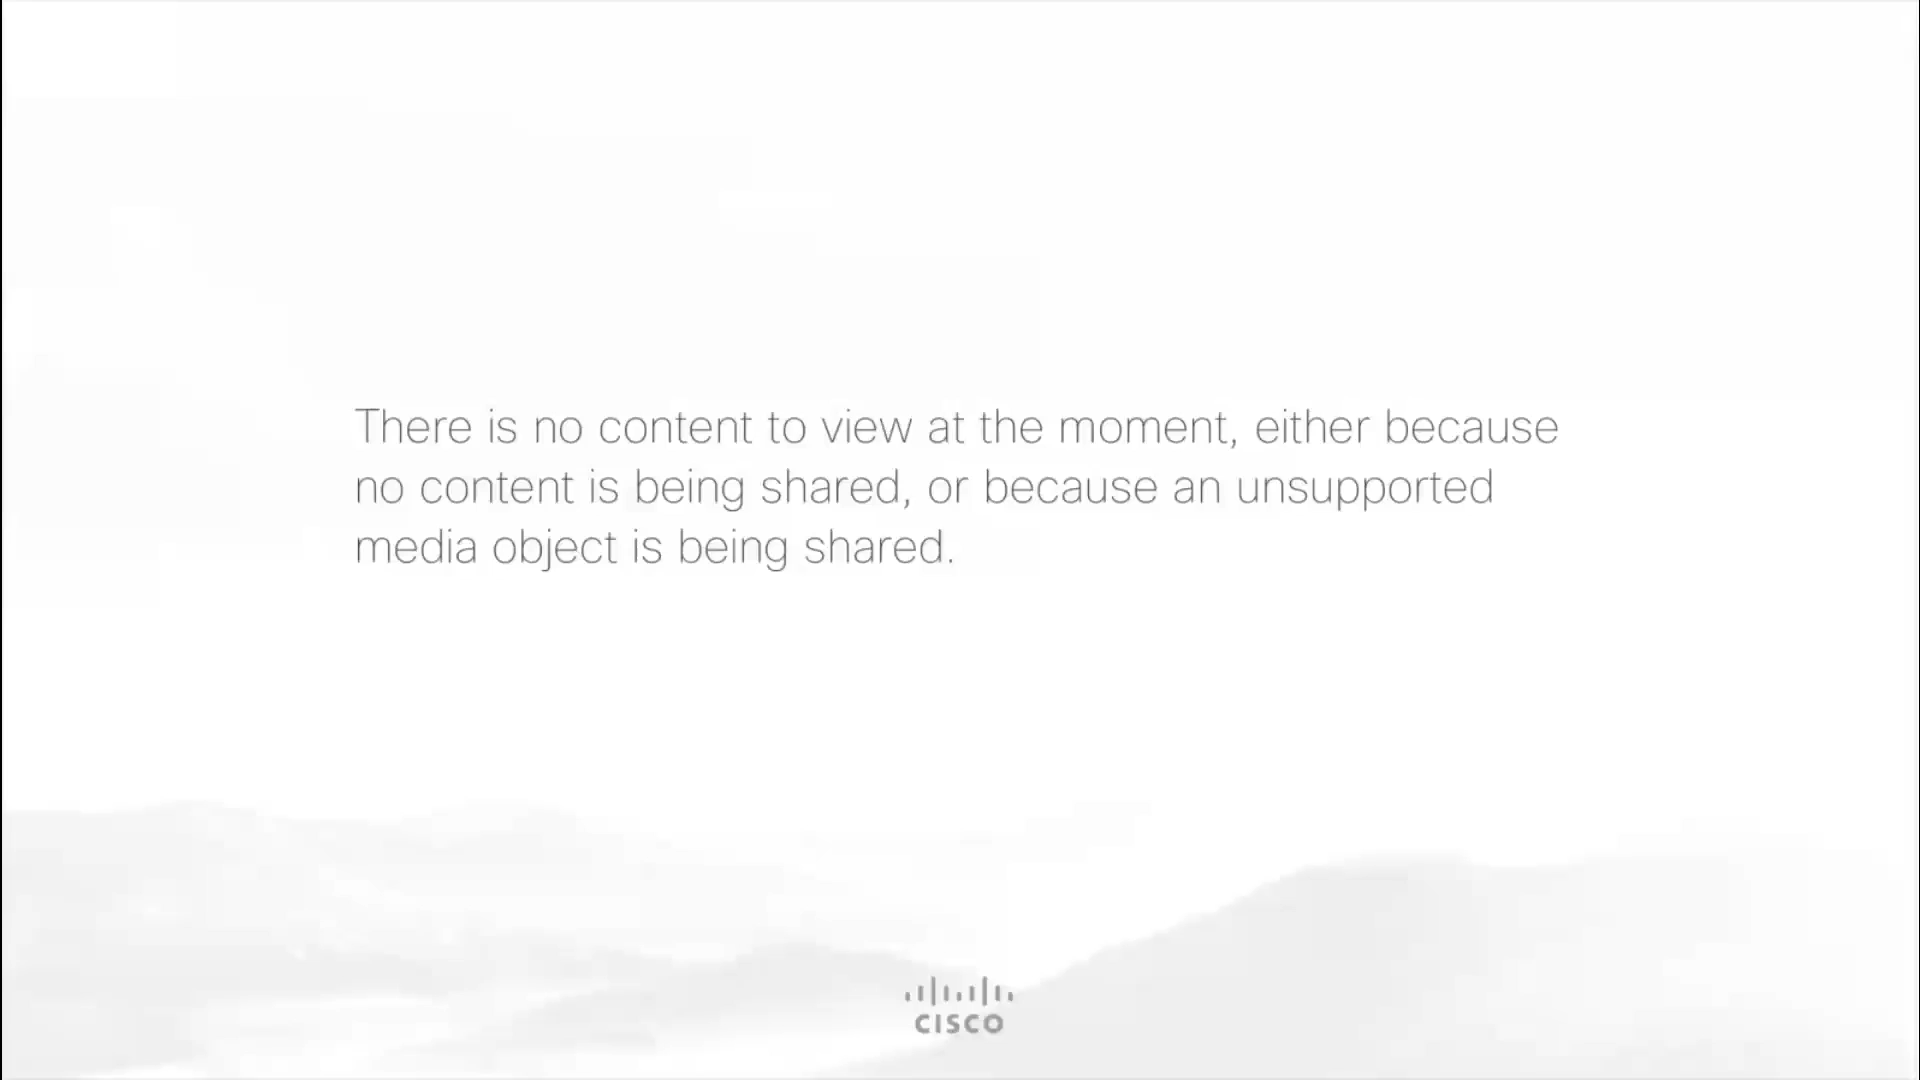 There is no content to view at the moment, either because
no content is being shared, or because an unsupported
media object is being shared.
CISCO